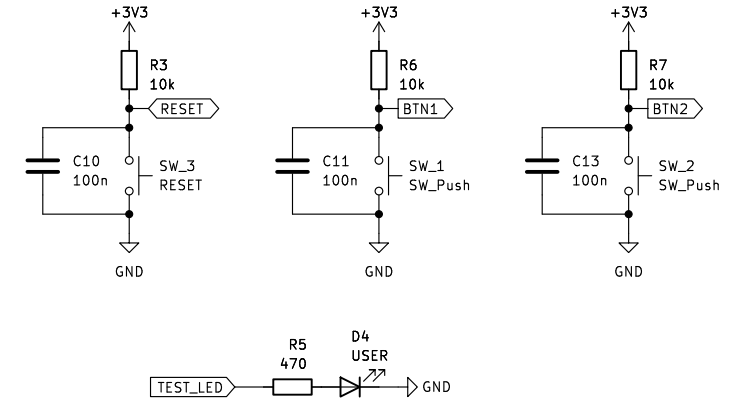 +3V3
R3
10k
RESET
C10
100n
SW_3
RESET
GND
+3V3
R6
10k
BTN1
C11
100n
SW_1
SW_Push
GND
+3V3
R7
10k
BTN2
C13
100n
SW_2
SW_Push
GND
R5
470
D4
USER
TEST_LED
GND